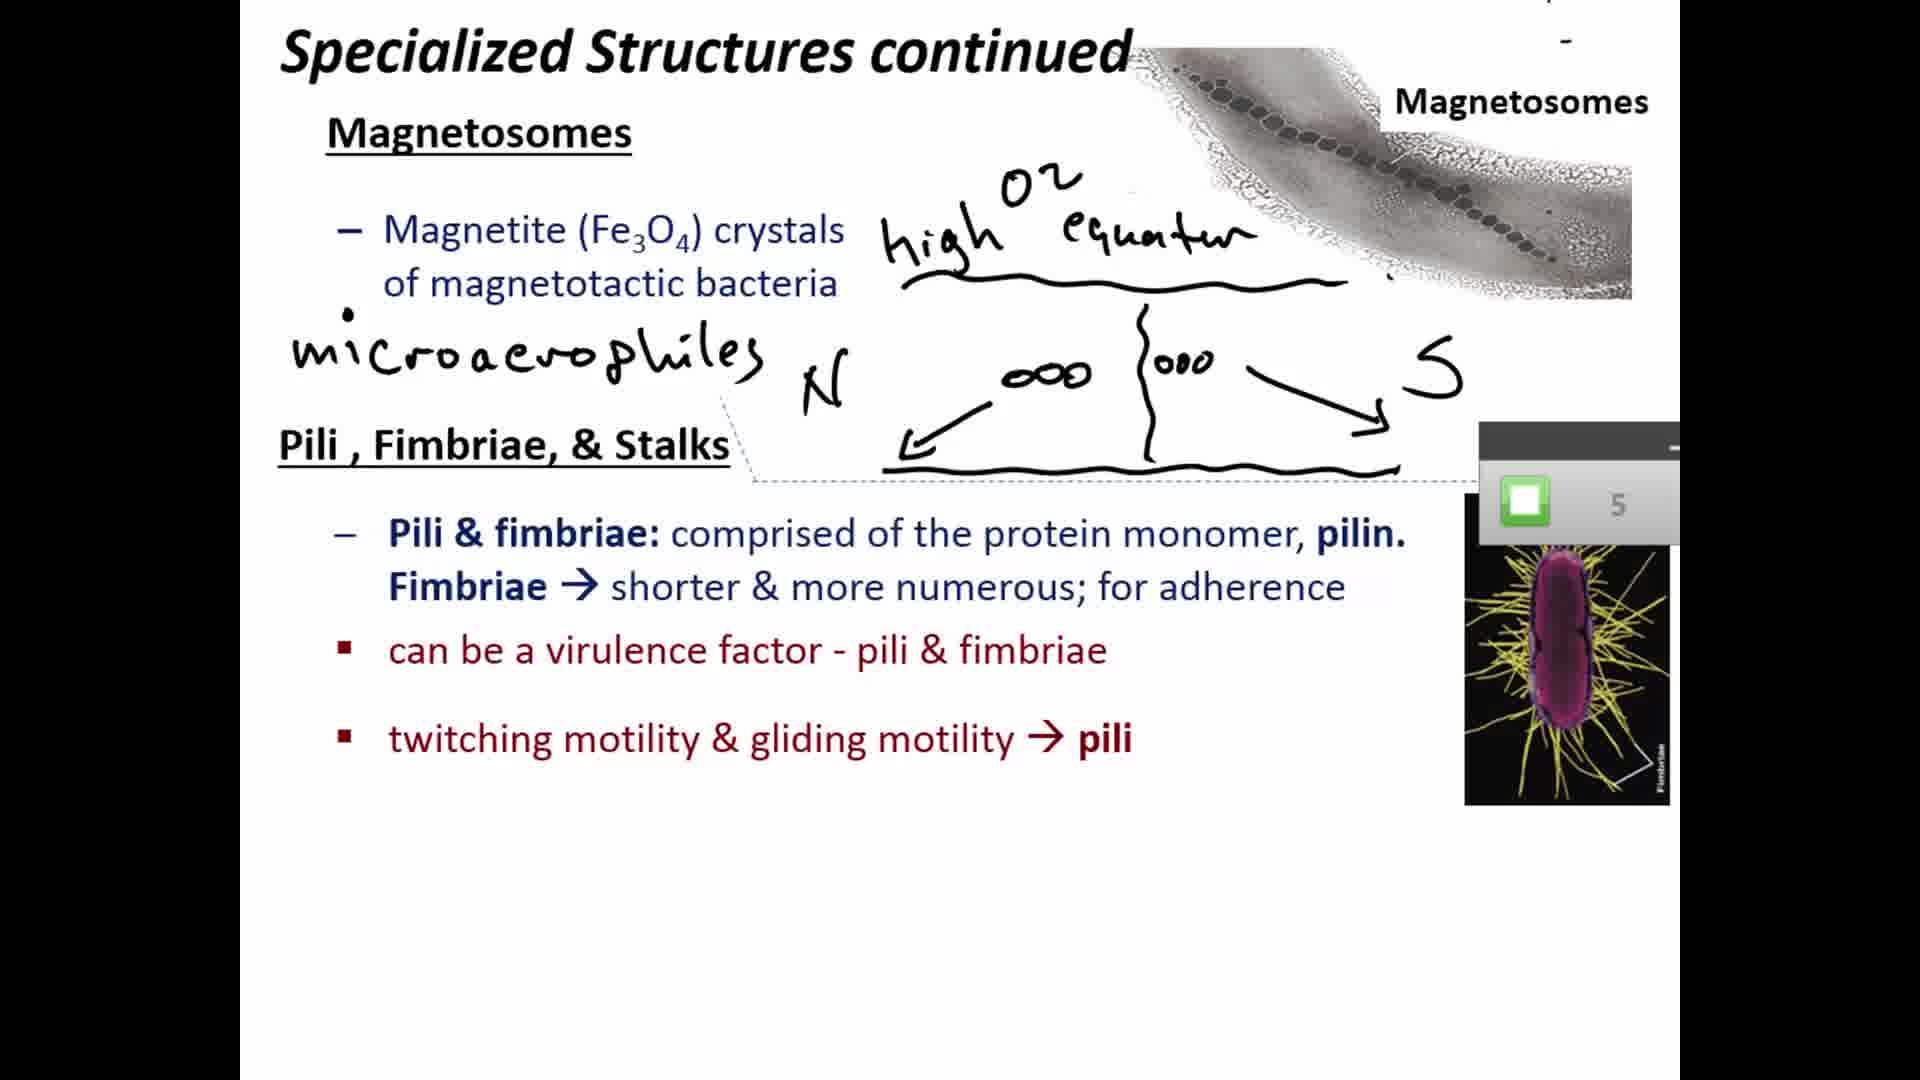 Specialized Structures continued
Magnetosomes
Magnetosomes
– Magnetite (Fe₃O₄) crystals
of magnetotactic bacteria
high O2 equator
microaerophiles
N
S
Pili , Fimbriae, & Stalks
5
– Pili & fimbriae: comprised of the protein monomer, pilin.
Fimbriae → shorter & more numerous; for adherence
▪ can be a virulence factor - pili & fimbriae
▪ twitching motility & gliding motility → pili
Fimbriae